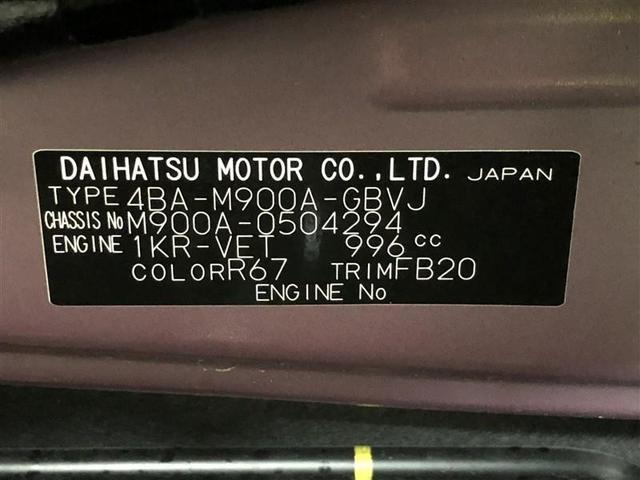 DAIHATSU MOTOR CO.,LTD. JAPAN
TYPE 4BA-M900A-GBVJ
CHASSIS No M900A-0504294
ENGINE 1KR-VET 996 cc
COLOR R67 TRIM FB20
ENGINE No